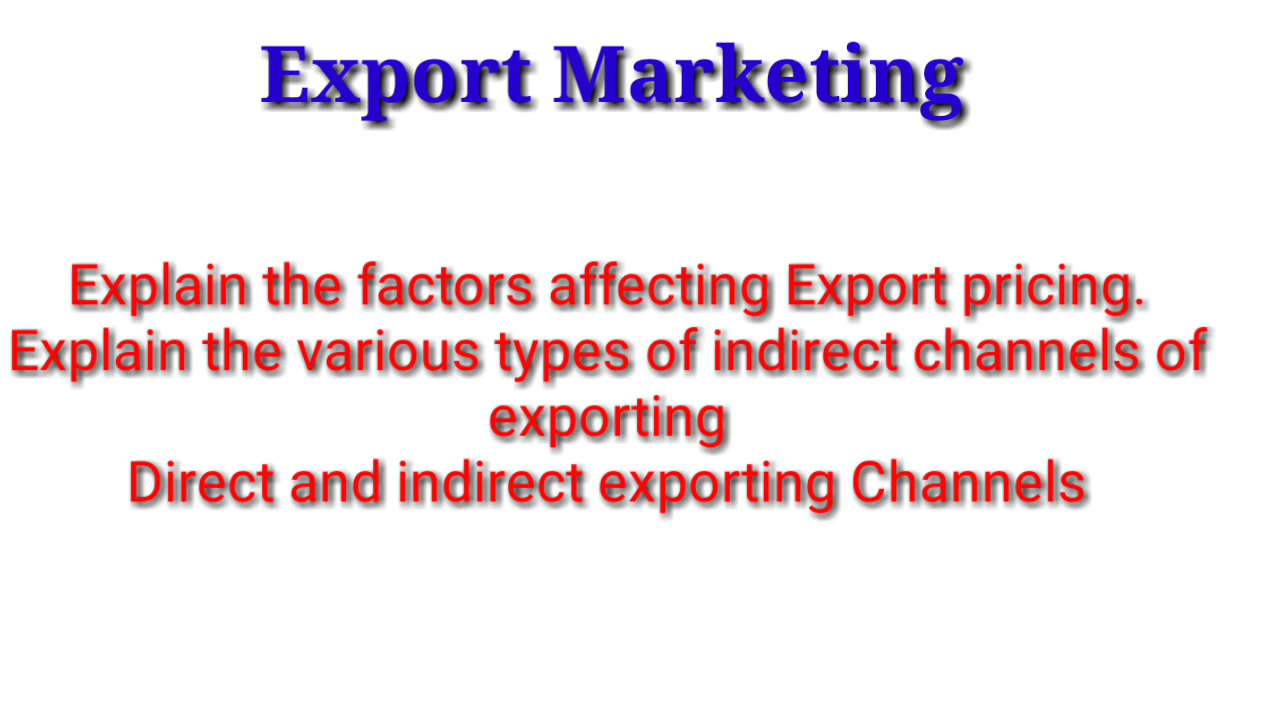 Export Marketing
Explain the factors affecting Export pricing.
Explain the various types of indirect channels of
exporting
Direct and indirect exporting Channels